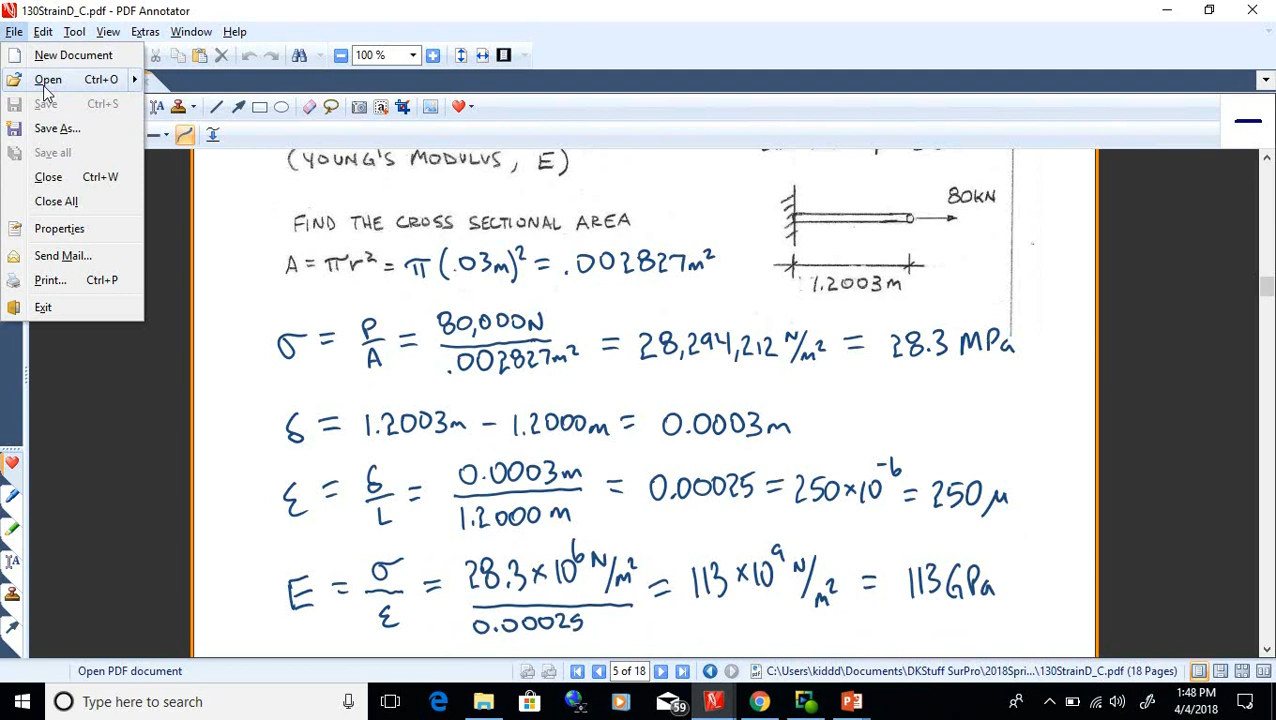 130StrainD_C.pdf - PDF Annotator
File Edit Tool View Extras Window Help
New Document
100 %
Open Ctrl+O
Save Ctrl+S
Save As...
Save all
Close Ctrl+W
Close All
Properties
Send Mail...
Print... Ctrl+P
Exit
(YOUNG'S MODULUS, E)
80KN
FIND THE CROSS SECTIONAL AREA
A = πr² = π(.03m)² = .002827m²
1.2003m
σ = P/A = 80,000N/.002827m² = 28,294,212 N/m² = 28.3 MPa
δ = 1.2003m - 1.2000m = 0.0003m
ε = δ/L = 0.0003m/1.2000m = 0.00025 = 250×10⁻⁶ = 250μ
E = σ/ε = 28.3×10⁶ N/m²/0.00025 = 113×10⁹ N/m² = 113GPa
Open PDF document
5 of 18
C:\Users\kiddd\Documents\DKStuff SurPro\2018Spri...\130StrainD_C.pdf (18 Pages)
Type here to search
59
1:48 PM
4/4/2018